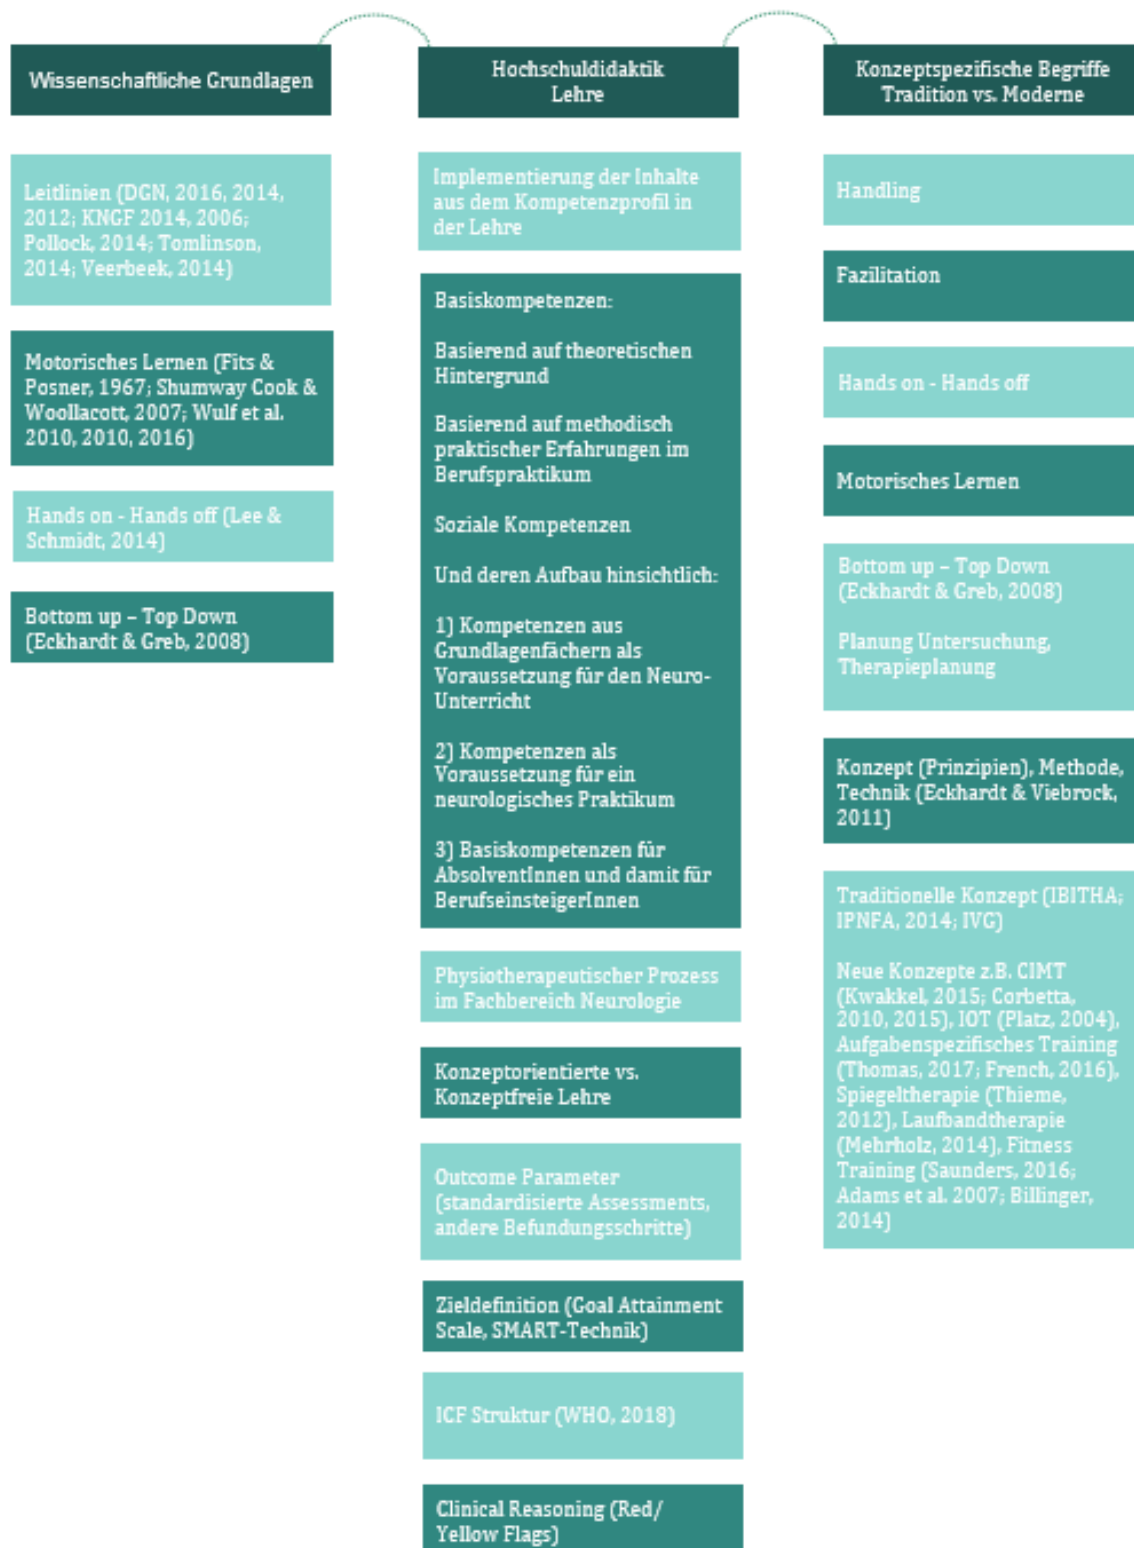 Wissenschaftliche Grundlagen
Leitlinien (DGN, 2016, 2014,
2012; KNGF 2014, 2006;
Pollock, 2014; Tomlinson,
2014; Veerbeek, 2014)
Motorisches Lernen (Fits &
Posner, 1967; Shumway Cook &
Woollacott, 2007; Wulf et al.
2010, 2010, 2016)
Hands on - Hands off (Lee &
Schmidt, 2014)
Bottom up – Top Down
(Eckhardt & Greb, 2008)
Hochschuldidaktik
Lehre
Implementierung der Inhalte
aus dem Kompetenzprofil in
der Lehre
Basiskompetenzen:
Basierend auf theoretischen
Hintergrund
Basierend auf methodisch
praktischer Erfahrungen im
Berufspraktikum
Soziale Kompetenzen
Und deren Aufbau hinsichtlich:
1) Kompetenzen aus
Grundlagenfächern als
Voraussetzung für den Neuro-
Unterricht
2) Kompetenzen als
Voraussetzung für ein
neurologisches Praktikum
3) Basiskompetenzen für
AbsolventInnen und damit für
BerufseinsteigerInnen
Physiotherapeutischer Prozess
im Fachbereich Neurologie
Konzeptorientierte vs.
Konzeptfreie Lehre
Outcome Parameter
(standardisierte Assessments,
andere Befundungsschritte)
Zieldefinition (Goal Attainment
Scale, SMART-Technik)
ICF Struktur (WHO, 2018)
Clinical Reasoning (Red/
Yellow Flags)
Konzeptspezifische Begriffe
Tradition vs. Moderne
Handling
Fazilitation
Hands on - Hands off
Motorisches Lernen
Bottom up – Top Down
(Eckhardt & Greb, 2008)
Planung Untersuchung,
Therapieplanung
Konzept (Prinzipien), Methode,
Technik (Eckhardt & Viebrock,
2011)
Traditionelle Konzept (IBITHA;
IPNFA, 2014; IVG)
Neue Konzepte z.B. CIMT
(Kwakkel, 2015; Corbetta,
2010, 2015), IOT (Platz, 2004),
Aufgabenspezifisches Training
(Thomas, 2017; French, 2016),
Spiegeltherapie (Thieme,
2012), Laufbandtherapie
(Mehrholz, 2014), Fitness
Training (Saunders, 2016;
Adams et al. 2007; Billinger,
2014)